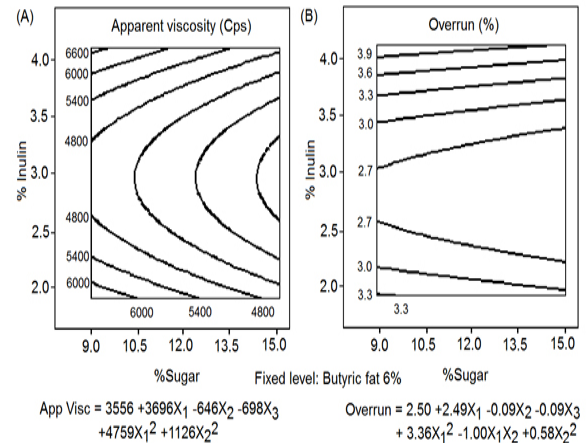 (A)
Apparent viscosity (Cps)
6600
6000
5400
4800
4800
5400
6000
6000 5400 4800
4.0
3.5
3.0
2.5
2.0
% Inulin
9.0 10.5 12.0 13.5 15.0
%Sugar
(B)
Overrun (%)
3.9
3.6
3.3
3.0
2.7
2.7
3.0
3.3
3.3
4.0
3.5
3.0
2.5
2.0
% Inulin
9.0 10.5 12.0 13.5 15.0
%Sugar
Fixed level: Butyric fat 6%
App Visc = 3556 +3696X₁ -646X₂ -698X₃
+4759X₁² +1126X₂²
Overrun = 2.50 +2.49X₁ -0.09X₂ -0.09X₃
+ 3.36X₁² -1.00X₁X₂ +0.58X₂²